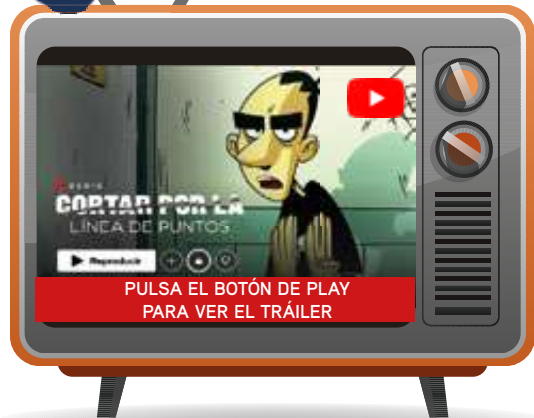 SERIE
CORTAR POR LA
LÍNEA DE PUNTOS
Reproducir
PULSA EL BOTÓN DE PLAY
PARA VER EL TRÁILER